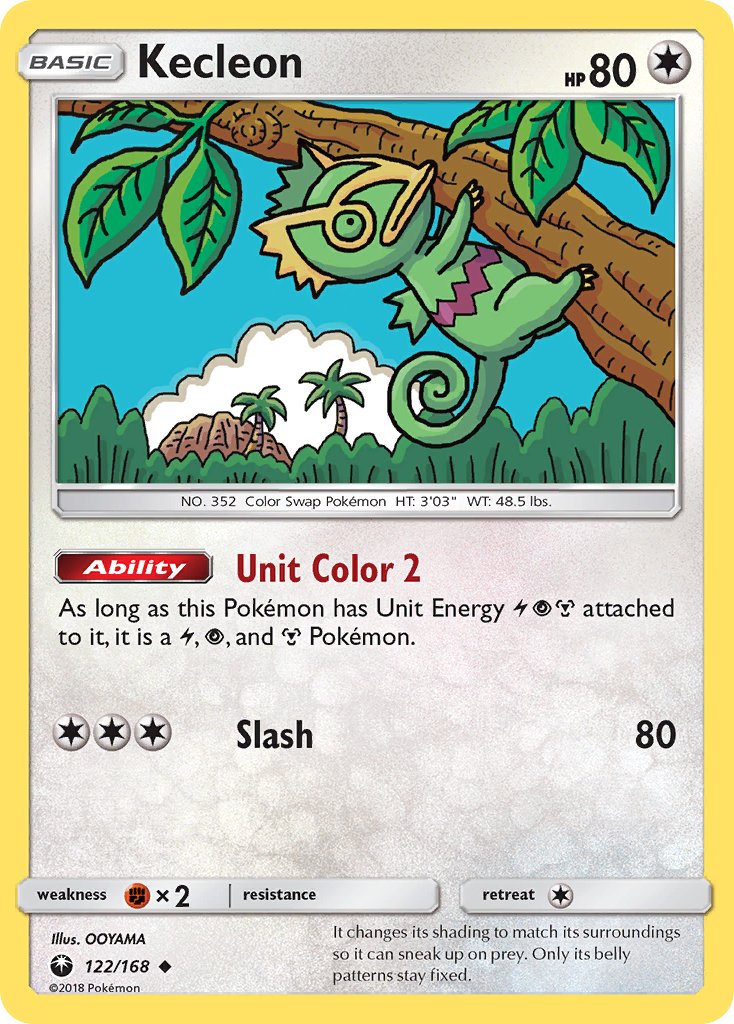 BASIC Kecleon HP 80
NO. 352 Color Swap Pokémon HT: 3'03" WT: 48.5 lbs.
Ability Unit Color 2
As long as this Pokémon has Unit Energy attached
to it, it is a , , and Pokémon.
Slash 80
weakness ×2 resistance retreat
Illus. OOYAMA
122/168
©2018 Pokémon
It changes its shading to match its surroundings
so it can sneak up on prey. Only its belly
patterns stay fixed.